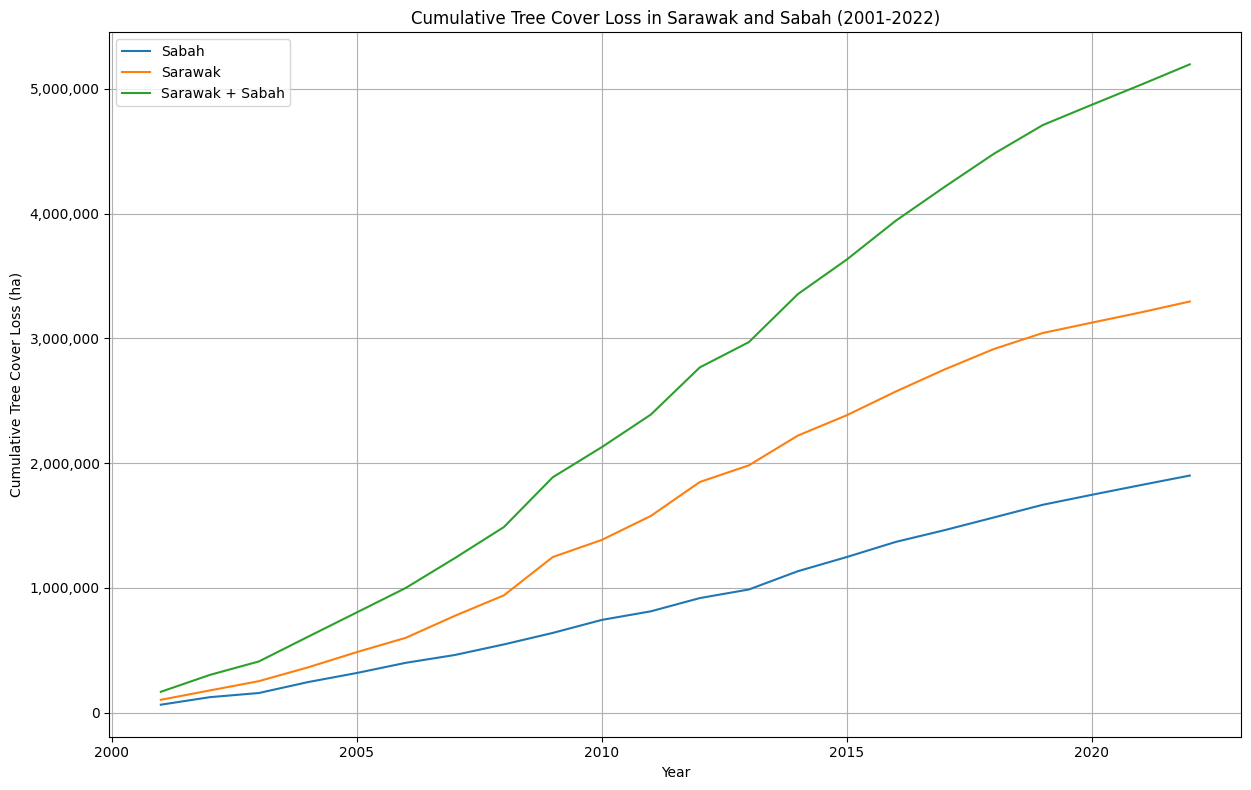 Cumulative Tree Cover Loss in Sarawak and Sabah (2001-2022)
Sabah
Sarawak
Sarawak + Sabah
5,000,000
4,000,000
3,000,000
2,000,000
1,000,000
0
Cumulative Tree Cover Loss (ha)
2000
2005
2010
2015
2020
Year